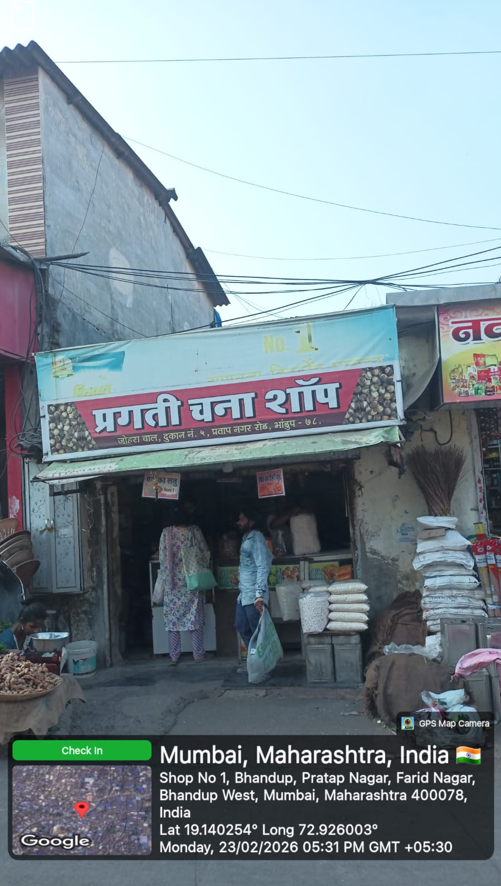 No. 1
प्रगती चना शॉप
जोहरा चाल, दुकान नं. ५, प्रताप नगर रोड, भांडुप - ७८.
GPS Map Camera
Check In
Mumbai, Maharashtra, India
Shop No 1, Bhandup, Pratap Nagar, Farid Nagar,
Bhandup West, Mumbai, Maharashtra 400078,
India
Lat 19.140254° Long 72.926003°
Monday, 23/02/2026 05:31 PM GMT +05:30
Google